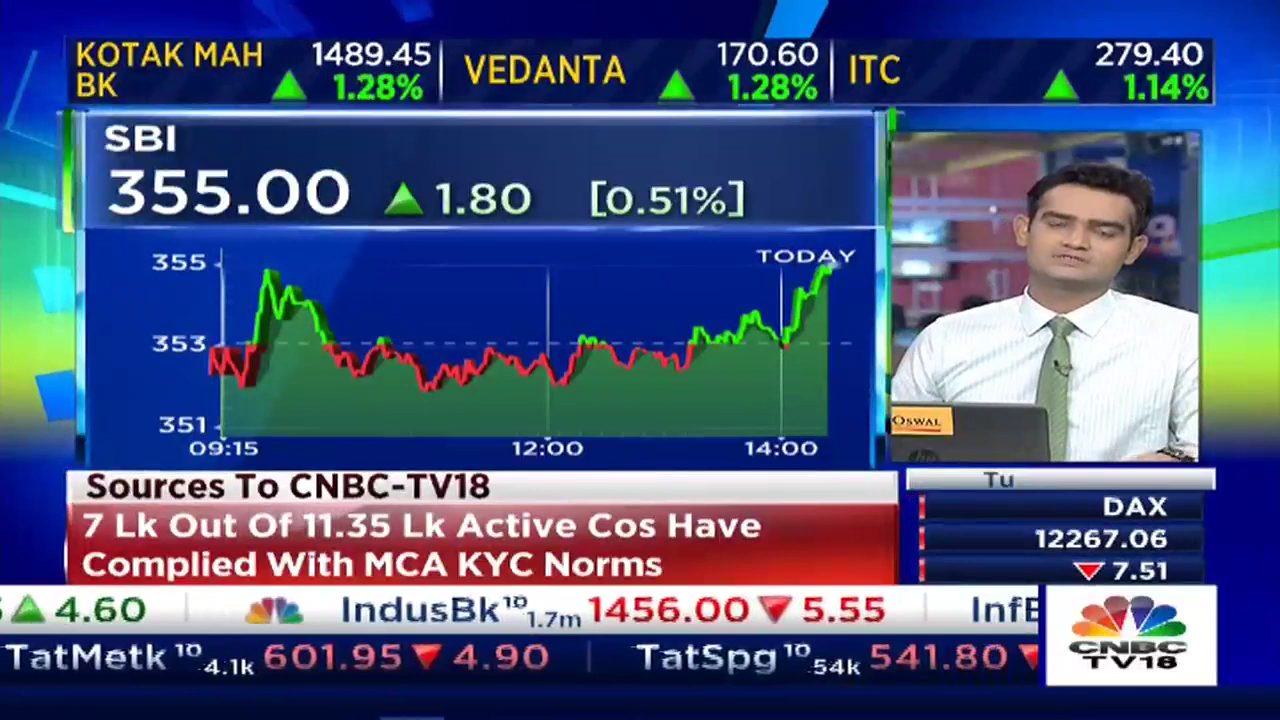 KOTAK MAH BK 1489.45 1.28%
VEDANTA 170.60 1.28%
ITC 279.40 1.14%
SBI
355.00 1.80 [0.51%]
TODAY
355
353
351
09:15 12:00 14:00
OSWAL
Sources To CNBC-TV18
7 Lk Out Of 11.35 Lk Active Cos Have
Complied With MCA KYC Norms
Tu
DAX
12267.06
7.51
4.60 IndusBk 10 1.7m 1456.00 5.55 InfB
TatMetk 10 4.1k 601.95 4.90 TatSpg 10 54k 541.80
CNBC
TV18